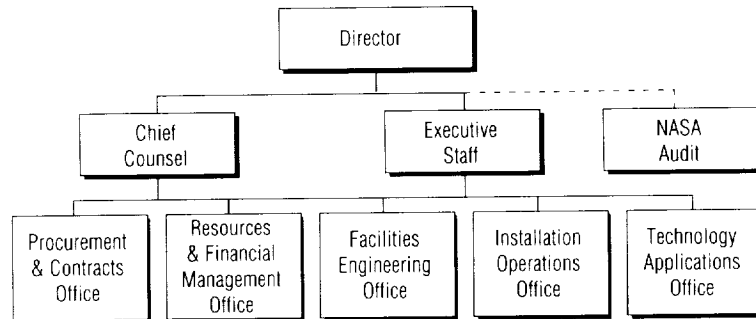 Director
Chief
Counsel
Executive
Staff
NASA
Audit
Procurement
& Contracts
Office
Resources
& Financial
Management
Office
Facilities
Engineering
Office
Installation
Operations
Office
Technology
Applications
Office